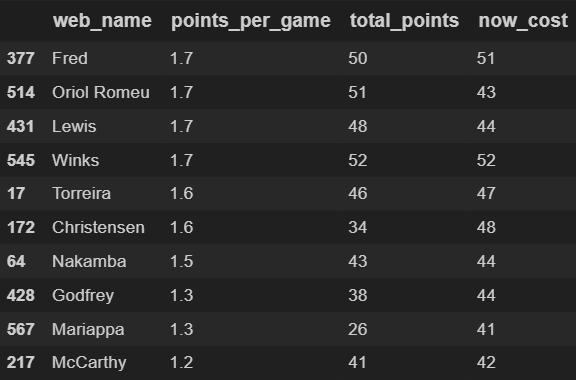 web_name points_per_game total_points now_cost
377 Fred 1.7 50 51
514 Oriol Romeu 1.7 51 43
431 Lewis 1.7 48 44
545 Winks 1.7 52 52
17 Torreira 1.6 46 47
172 Christensen 1.6 34 48
64 Nakamba 1.5 43 44
428 Godfrey 1.3 38 44
567 Mariappa 1.3 26 41
217 McCarthy 1.2 41 42